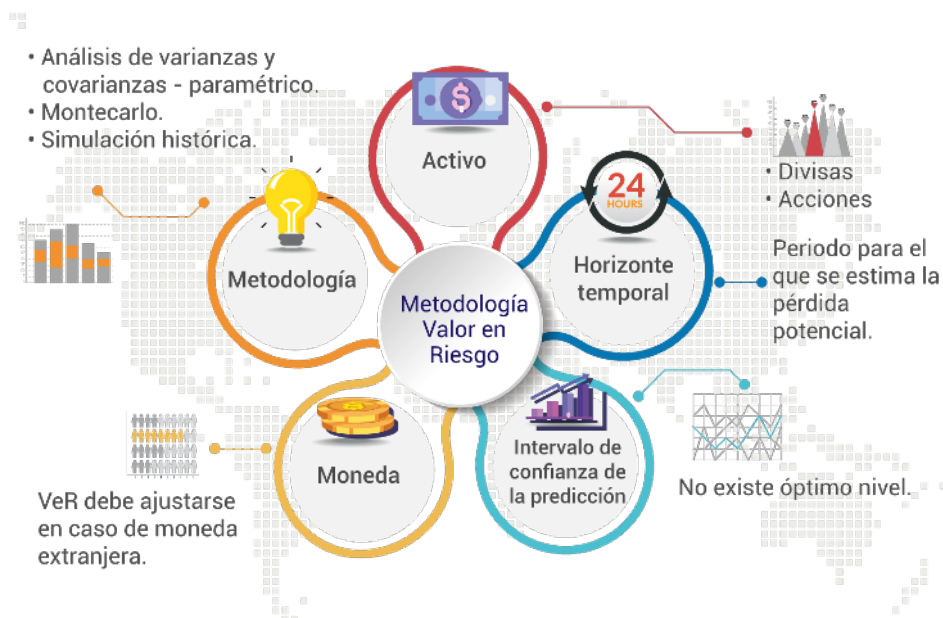 • Análisis de varianzas y
covarianzas - paramétrico.
• Montecarlo.
• Simulación histórica.
$
Activo
• Divisas
• Acciones
24
HOURS
Horizonte
temporal
Periodo para el
que se estima la
pérdida
potencial.
Metodología
Metodología
Valor en
Riesgo
Intervalo de
confianza de
la predicción
No existe óptimo nivel.
Moneda
VeR debe ajustarse
en caso de moneda
extranjera.